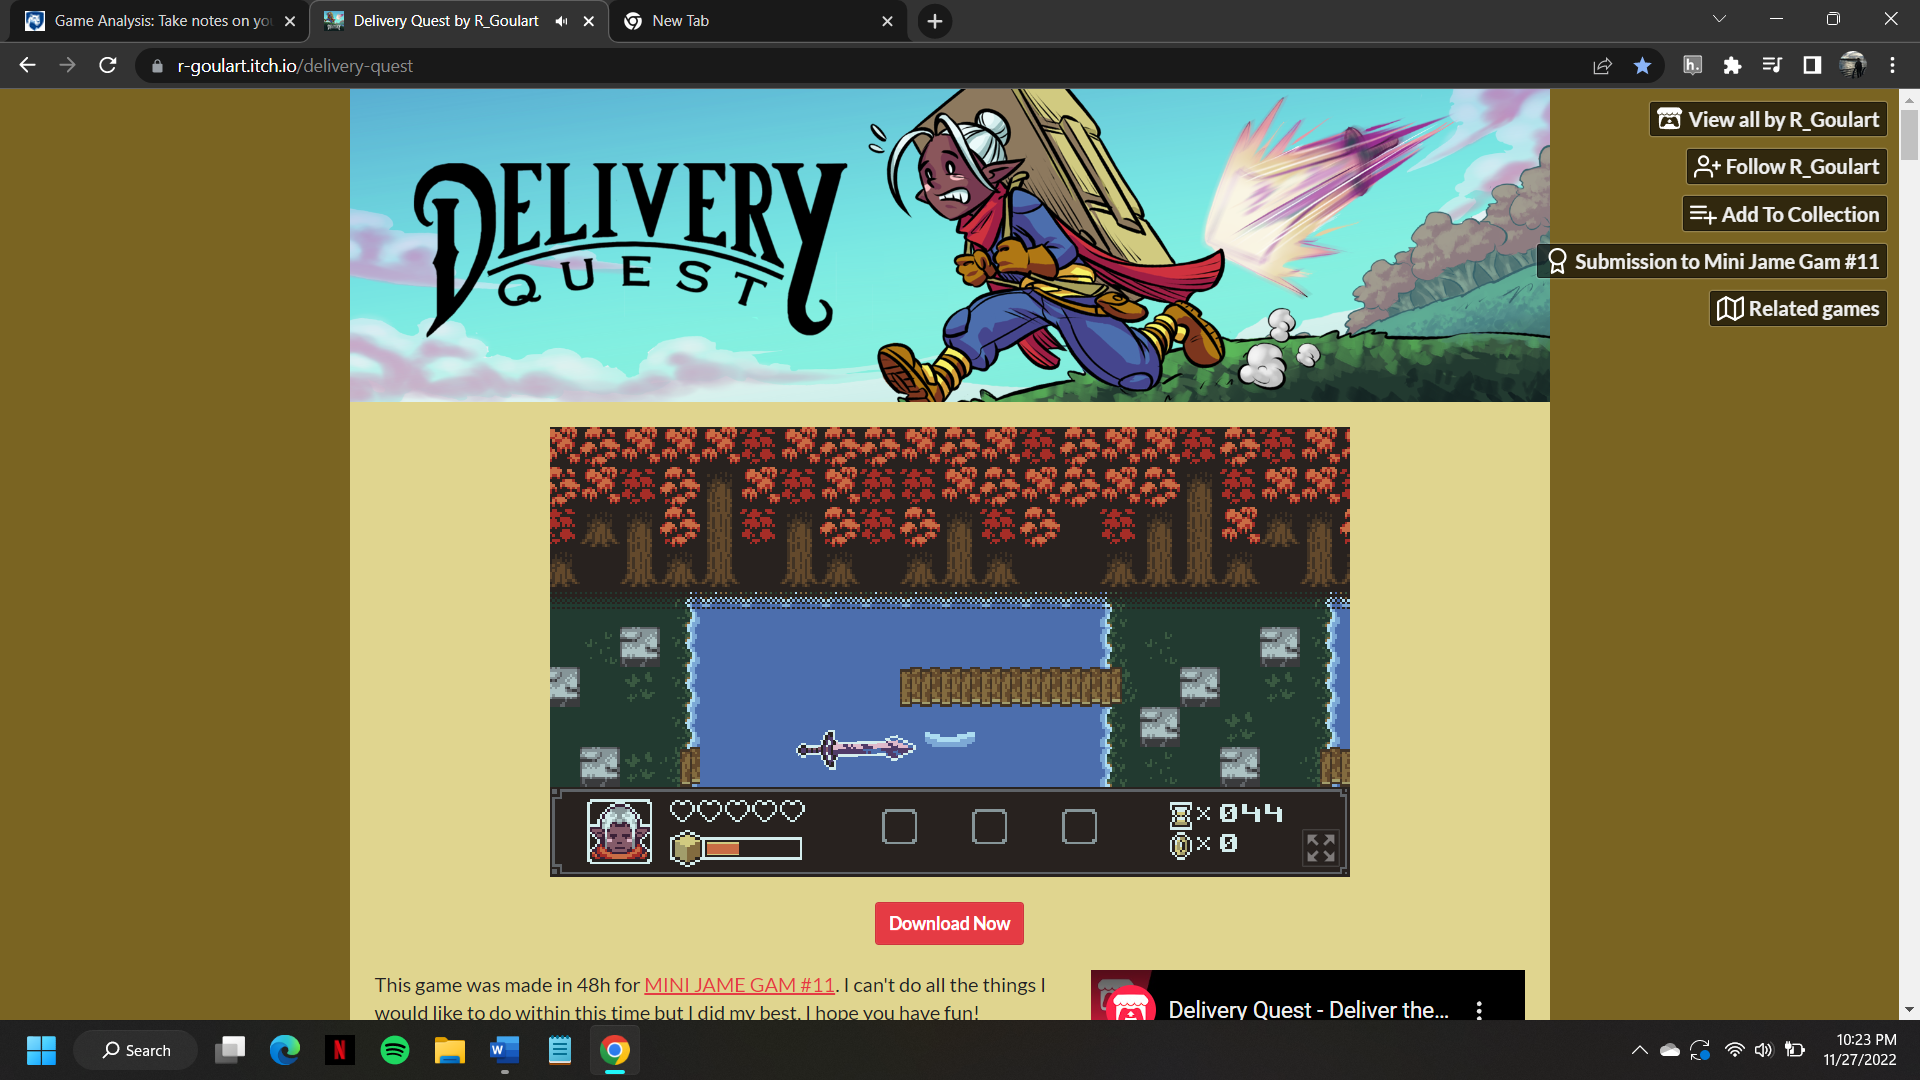 Game Analysis: Take notes on yo
Delivery Quest by R_Goulart
New Tab
r-goulart.itch.io/delivery-quest
h.
View all by R_Goulart
Follow R_Goulart
Add To Collection
Submission to Mini Jame Gam #11
Related games
DELIVERY
QUEST
× 044
× 0
Download Now
This game was made in 48h for MINI JAME GAM #11. I can't do all the things I
would like to do within this time but I did my best. I hope you have fun!
Delivery Quest - Deliver the...
Search
N
W
10:23 PM
11/27/2022